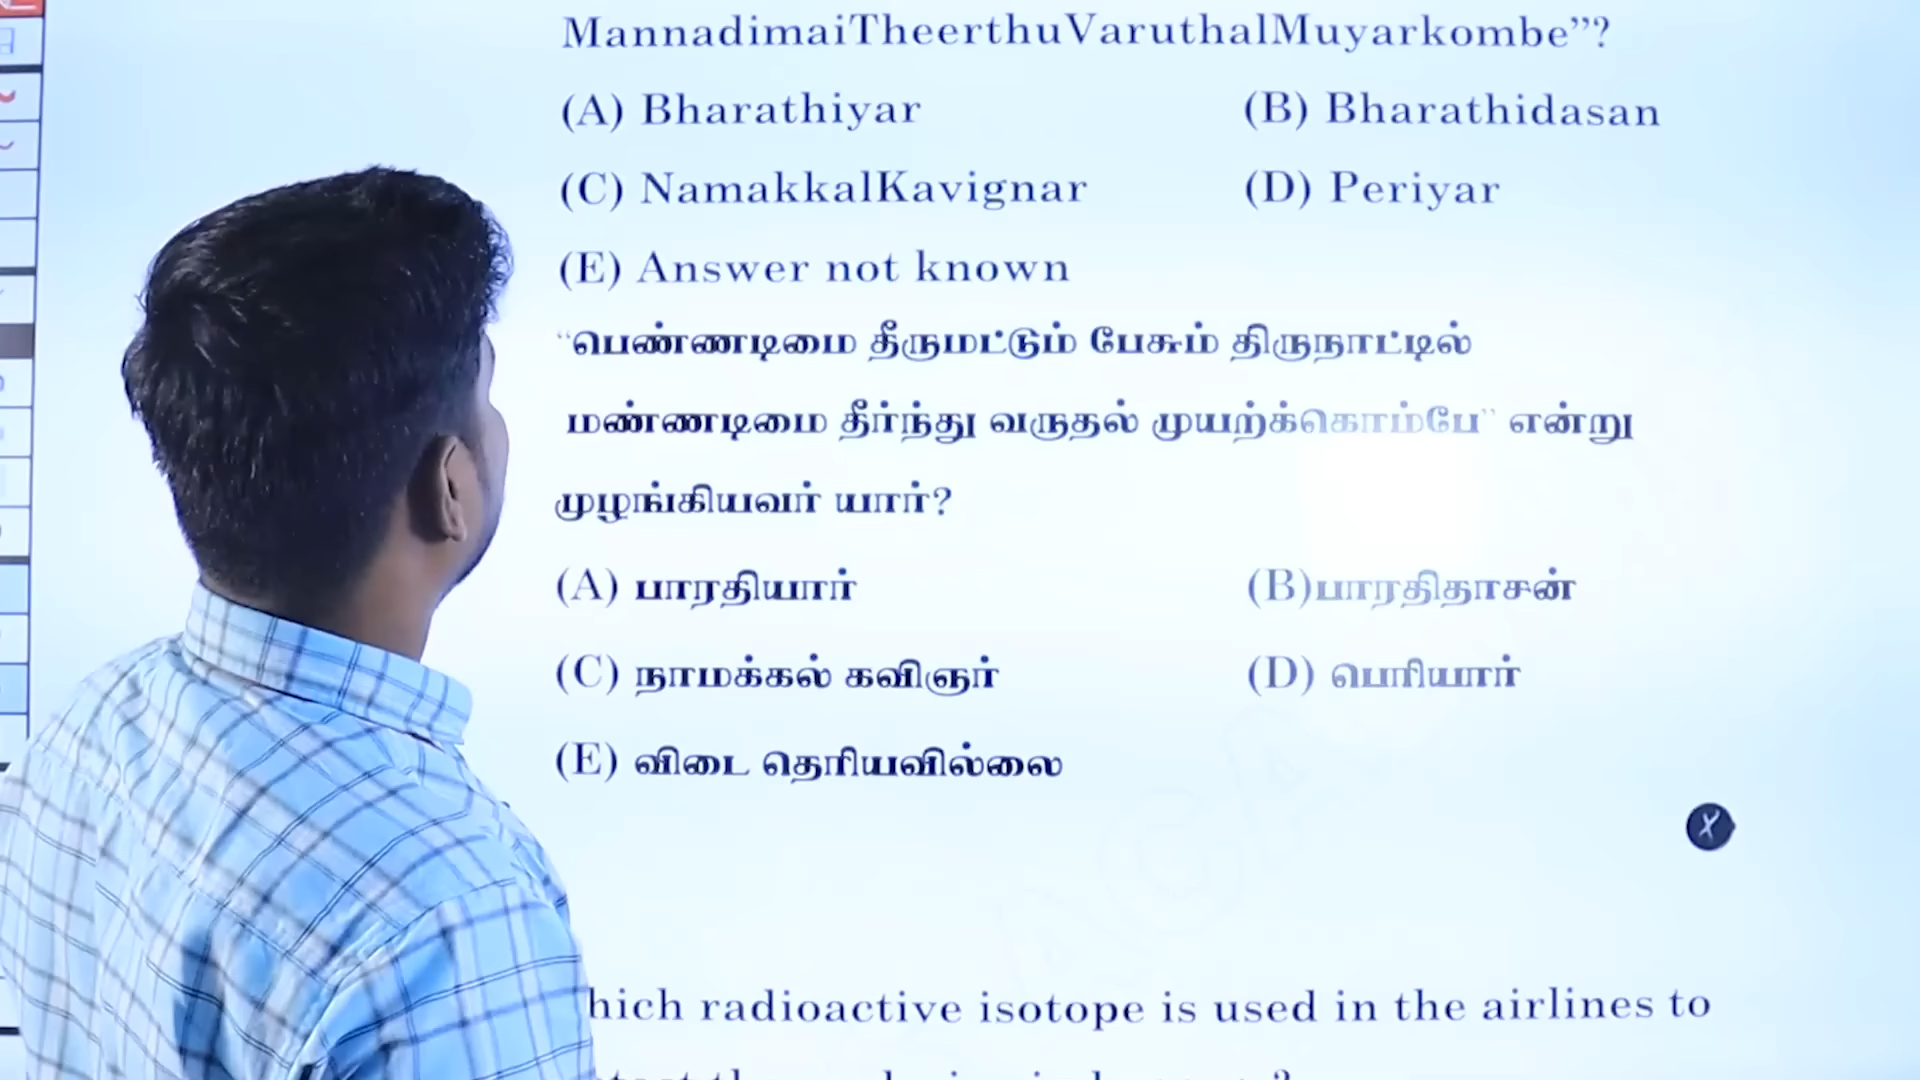 MannadimaiTheerthuVaruthalMuyarkombe”?
(A) Bharathiyar (B) Bharathidasan
(C) NamakkalKavignar (D) Periyar
(E) Answer not known
“பெண்ணடிமை தீருமட்டும் பேசும் திருநாட்டில்
மண்ணடிமை தீர்ந்து வருதல் முயற்க்கொம்பே” என்று
முழங்கியவர் யார்?
(A) பாரதியார் (B)பாரதிதாசன்
(C) நாமக்கல் கவிஞர் (D) பெரியார்
(E) விடை தெரியவில்லை
hich radioactive isotope is used in the airlines to